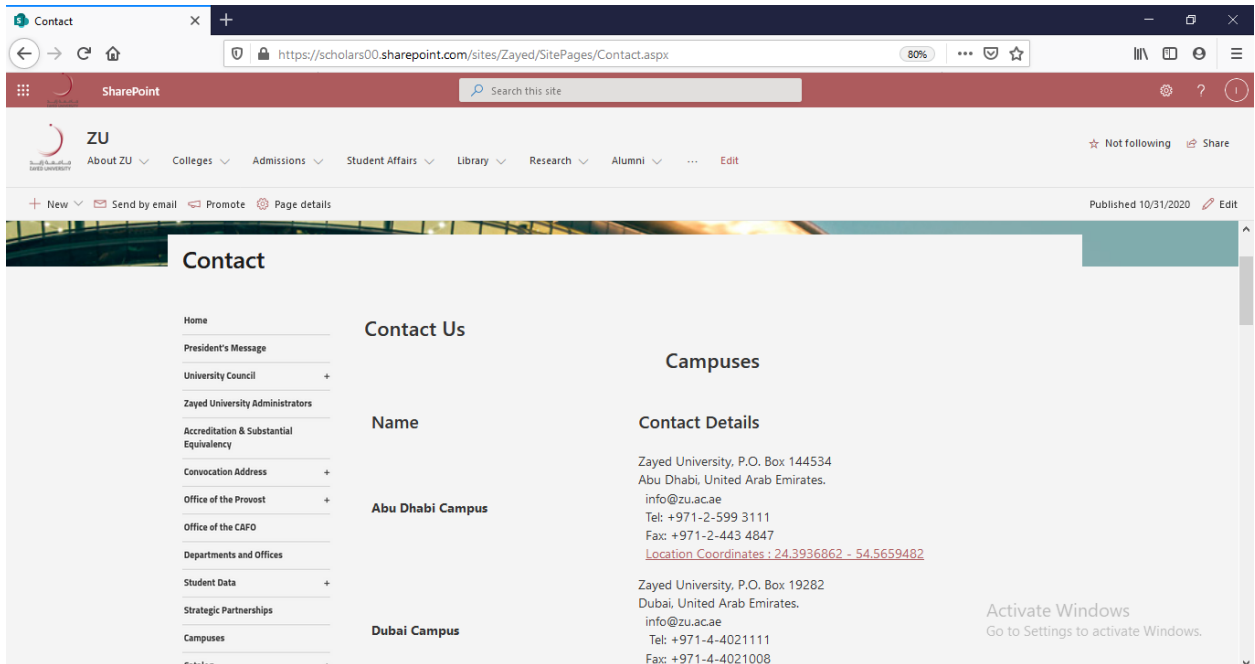 Contact
https://scholars00.sharepoint.com/sites/Zayed/SitePages/Contact.aspx
80%
SharePoint
Search this site
ZU
About ZU Colleges Admissions Student Affairs Library Research Alumni ... Edit
Not following Share
ZAYED UNIVERSITY
New Send by email Promote Page details
Published 10/31/2020 Edit
Contact
Home
President's Message
University Council +
Zayed University Administrators
Accreditation & Substantial
Equivalency
Convocation Address +
Office of the Provost +
Office of the CAFO
Departments and Offices
Student Data +
Strategic Partnerships
Campuses
Contact Us
Campuses
Name
Contact Details
Abu Dhabi Campus
Zayed University, P.O. Box 144534
Abu Dhabi, United Arab Emirates.
info@zu.ac.ae
Tel: +971-2-599 3111
Fax: +971-2-443 4847
Location Coordinates : 24.3936862 - 54.5659482
Dubai Campus
Zayed University, P.O. Box 19282
Dubai, United Arab Emirates.
info@zu.ac.ae
Tel: +971-4-4021111
Fax: +971-4-4021008
Activate Windows
Go to Settings to activate Windows.